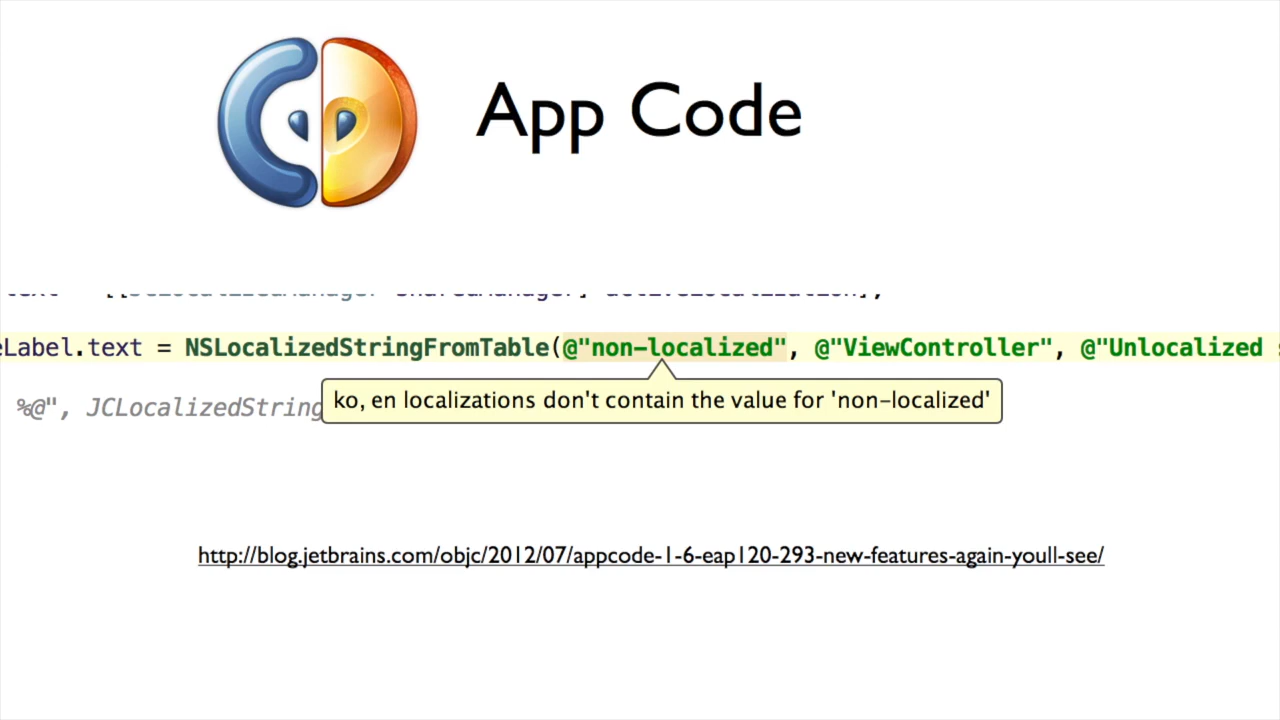 App Code
eLabel.text = NSLocalizedStringFromTable(@"non-localized", @"ViewController", @"Unlocalized
ko, en localizations don't contain the value for 'non-localized'
%@", JCLocalizedString
http://blog.jetbrains.com/objc/2012/07/appcode-1-6-eap120-293-new-features-again-youll-see/